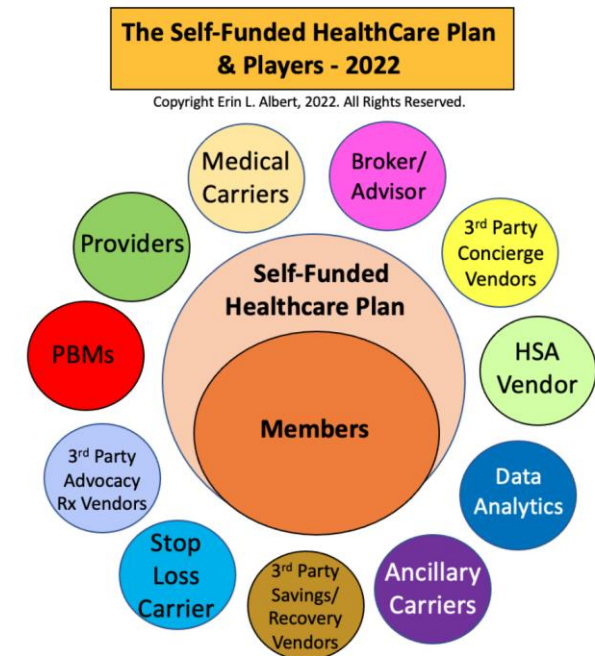 The Self-Funded HealthCare Plan
& Players - 2022
Copyright Erin L. Albert, 2022. All Rights Reserved.
Medical
Carriers
Broker/
Advisor
Providers
3rd Party
Concierge
Vendors
Self-Funded
Healthcare Plan
PBMs
HSA
Vendor
Members
3rd Party
Advocacy
Rx Vendors
Data
Analytics
Stop
Loss
Carrier
3rd Party
Savings/
Recovery
Vendors
Ancillary
Carriers